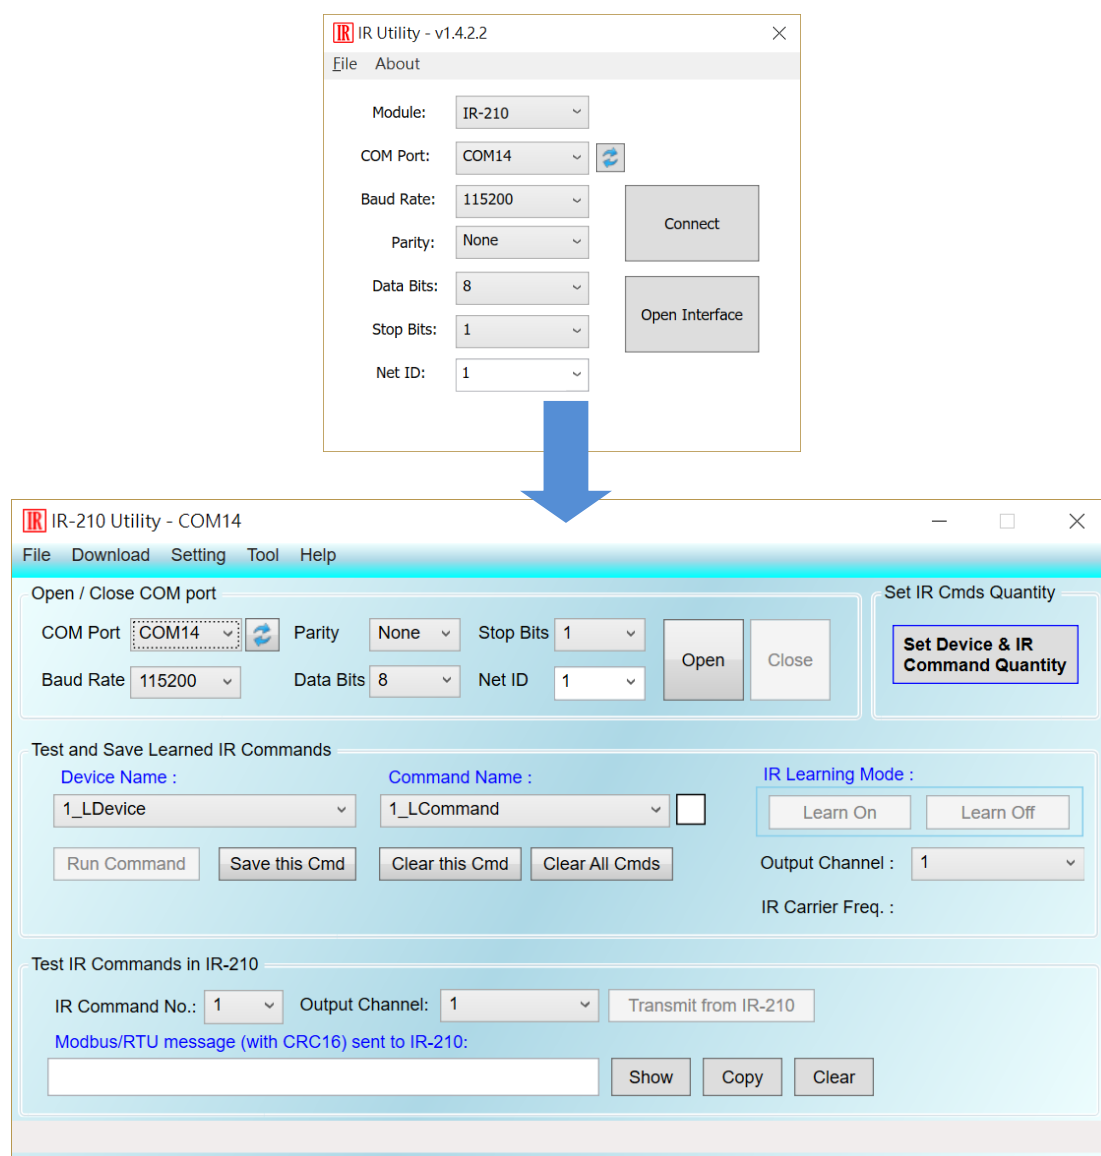 IR IR Utility - v1.4.2.2
File About
Module: IR-210
COM Port: COM14
Baud Rate: 115200
Connect
Parity: None
Data Bits: 8
Open Interface
Stop Bits: 1
Net ID: 1
IR IR-210 Utility - COM14
File Download Setting Tool Help
Open / Close COM port
COM Port COM14 Parity None Stop Bits 1
Open Close
Baud Rate 115200 Data Bits 8 Net ID 1
Set IR Cmds Quantity
Set Device & IR
Command Quantity
Test and Save Learned IR Commands
Device Name : Command Name : IR Learning Mode :
1_LDevice 1_LCommand Learn On Learn Off
Run Command Save this Cmd Clear this Cmd Clear All Cmds Output Channel : 1
IR Carrier Freq. :
Test IR Commands in IR-210
IR Command No.: 1 Output Channel: 1 Transmit from IR-210
Modbus/RTU message (with CRC16) sent to IR-210:
Show Copy Clear